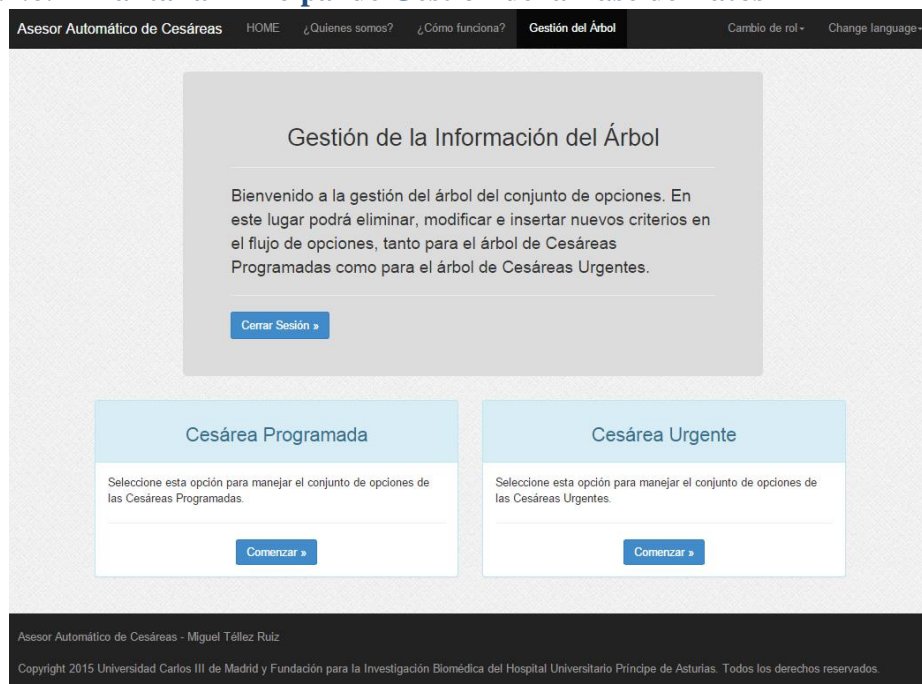 Asesor Automático de Cesáreas HOME ¿Quienes somos? ¿Cómo funciona? Gestión del Árbol Cambio de rol Change language
Gestión de la Información del Árbol
Bienvenido a la gestión del árbol del conjunto de opciones. En
este lugar podrá eliminar, modificar e insertar nuevos criterios en
el flujo de opciones, tanto para el árbol de Cesáreas
Programadas como para el árbol de Cesáreas Urgentes.
Cerrar Sesión »
Cesárea Programada
Seleccione esta opción para manejar el conjunto de opciones de
las Cesáreas Programadas.
Comenzar »
Cesárea Urgente
Seleccione esta opción para manejar el conjunto de opciones de
las Cesáreas Urgentes.
Comenzar »
Asesor Automático de Cesáreas - Miguel Téllez Ruiz
Copyright 2015 Universidad Carlos III de Madrid y Fundación para la Investigación Biomédica del Hospital Universitario Príncipe de Asturias. Todos los derechos reservados.